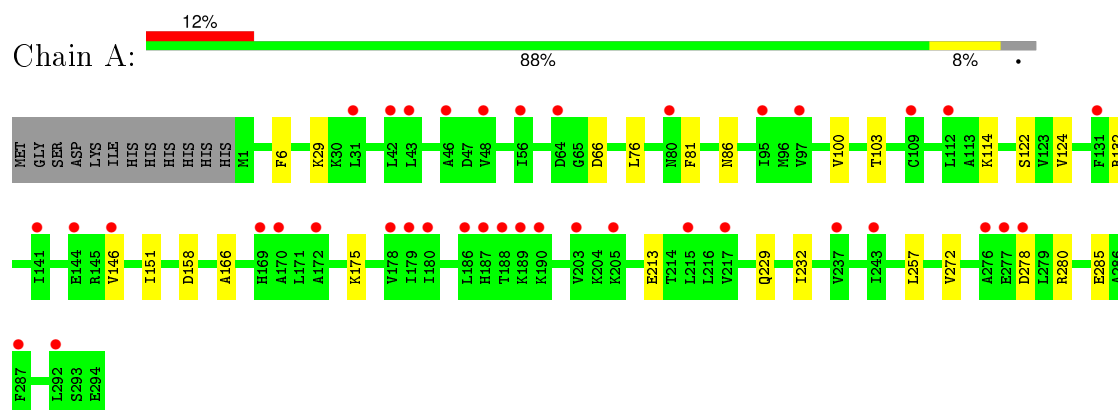 12%
Chain A:
88% 8% •
MET GLY SER ASP LYS ILE HIS HIS HIS HIS HIS HIS M1 F6 K29 K30 L31 L42 L43 A46 D47 V48 I56 D64 G65 D66 L76 N80 F81 N86 I95 M96 V97 V100 T103 C109 L112 A113 K114 S122 V123 V124 F131 R132
I141 E144 R145 V146 I151 D158 A166 H169 A170 L171 A172 K175 V178 I179 I180 L186 H187 T188 K189 K190 V203 K204 K205 E213 T214 L215 L216 V217 Q229 I232 V237 I243 L257 V272 A276 E277 D278 L279 R280 E285 A286
F287 L292 S293 E294